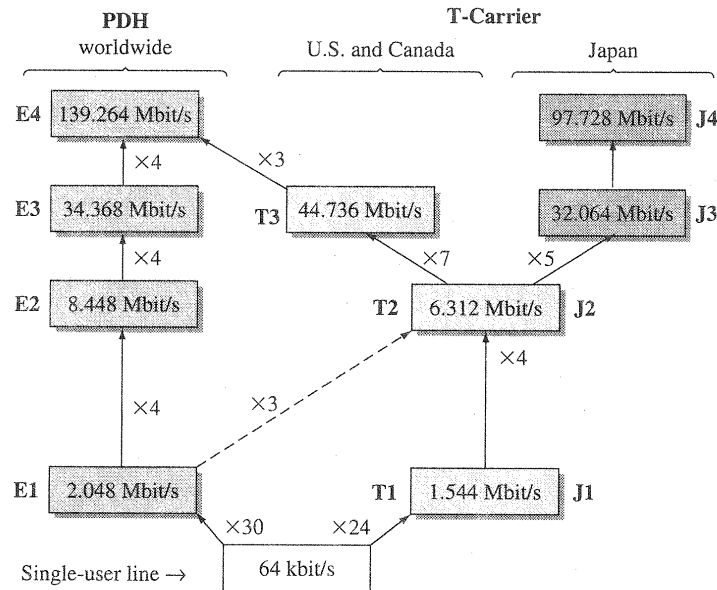 PDH
T-Carrier
worldwide
U.S. and Canada
Japan
E4 139.264 Mbit/s
97.728 Mbit/s J4
×4
×3
E3 34.368 Mbit/s
T3 44.736 Mbit/s
32.064 Mbit/s J3
×4
×7
×5
E2 8.448 Mbit/s
T2 6.312 Mbit/s J2
×4
×4
×3
E1 2.048 Mbit/s
T1 1.544 Mbit/s J1
×30
×24
Single-user line →
64 kbit/s